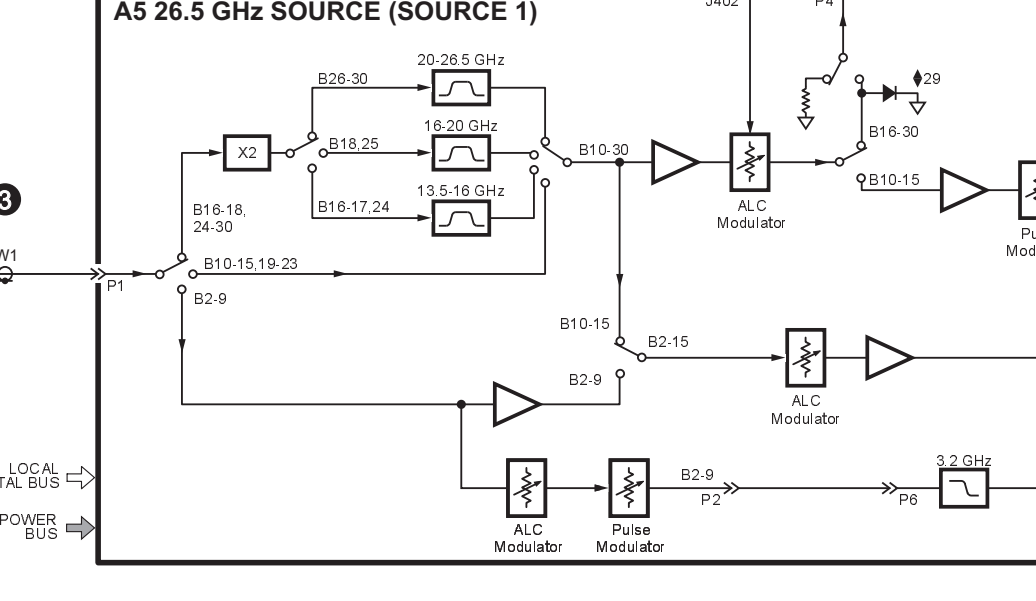 A5 26.5 GHz SOURCE (SOURCE 1)
J402
P4
20-26.5 GHz
B26-30
29
16-20 GHz
X2
B18,25
B10-30
B16-30
13.5-16 GHz
B10-15
3
B16-17,24
B16-18,
24-30
ALC
Modulator
W1
B10-15,19-23
P1
B2-9
B10-15
B2-15
B2-9
ALC
Modulator
LOCAL
BUS
3.2 GHz
B2-9
P2
P6
POWER
BUS
ALC
Modulator
Pulse
Modulator